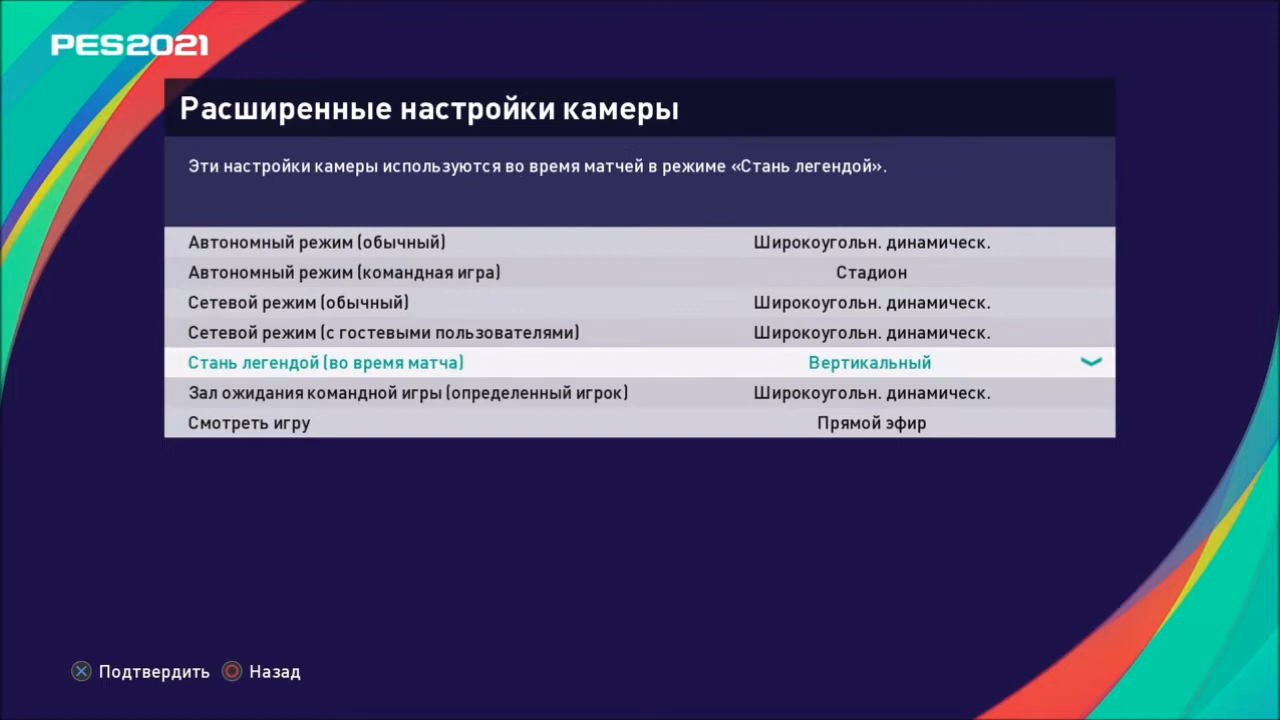 PES2021
Расширенные настройки камеры
Эти настройки камеры используются во время матчей в режиме «Стань легендой».
Автономный режим (обычный) Широкоугольн. динамическ.
Автономный режим (командная игра) Стадион
Сетевой режим (обычный) Широкоугольн. динамическ.
Сетевой режим (с гостевыми пользователями) Широкоугольн. динамическ.
Стань легендой (во время матча) Вертикальный
Зал ожидания командной игры (определенный игрок) Широкоугольн. динамическ.
Смотреть игру Прямой эфир
Подтвердить Назад